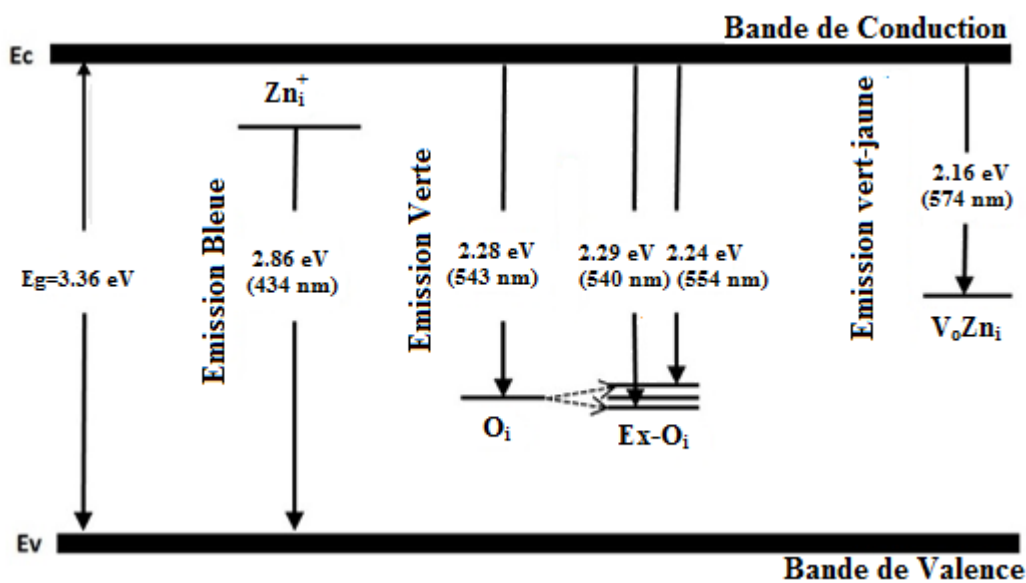 Bande de Conduction
Ec
Zn_i^+
Eg=3.36 eV
Emission Bleue
2.86 eV
(434 nm)
Emission Verte
2.28 eV
(543 nm)
2.29 eV
(540 nm)
2.24 eV
(554 nm)
Emission vert-jaune
2.16 eV
(574 nm)
V_oZn_i
O_i
Ex-O_i
Ev
Bande de Valence